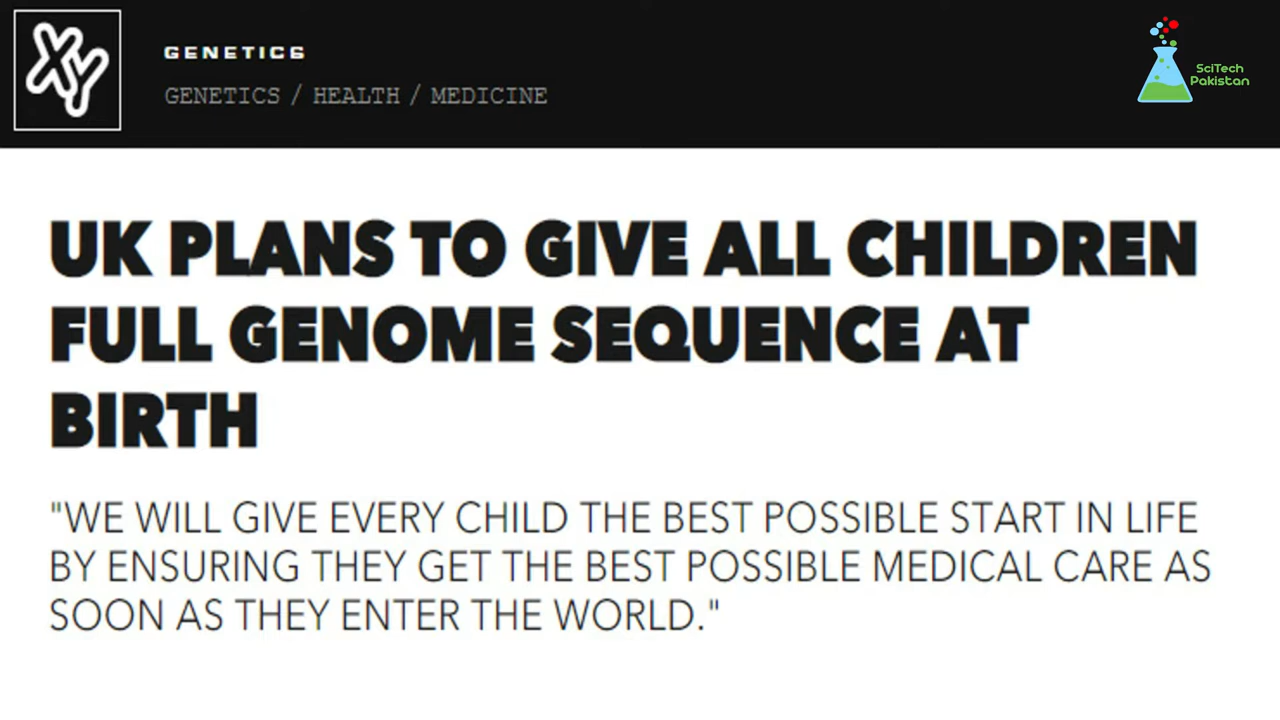 XY
GENETICS
GENETICS / HEALTH / MEDICINE
SciTech
Pakistan
UK PLANS TO GIVE ALL CHILDREN
FULL GENOME SEQUENCE AT
BIRTH
"WE WILL GIVE EVERY CHILD THE BEST POSSIBLE START IN LIFE
BY ENSURING THEY GET THE BEST POSSIBLE MEDICAL CARE AS
SOON AS THEY ENTER THE WORLD."